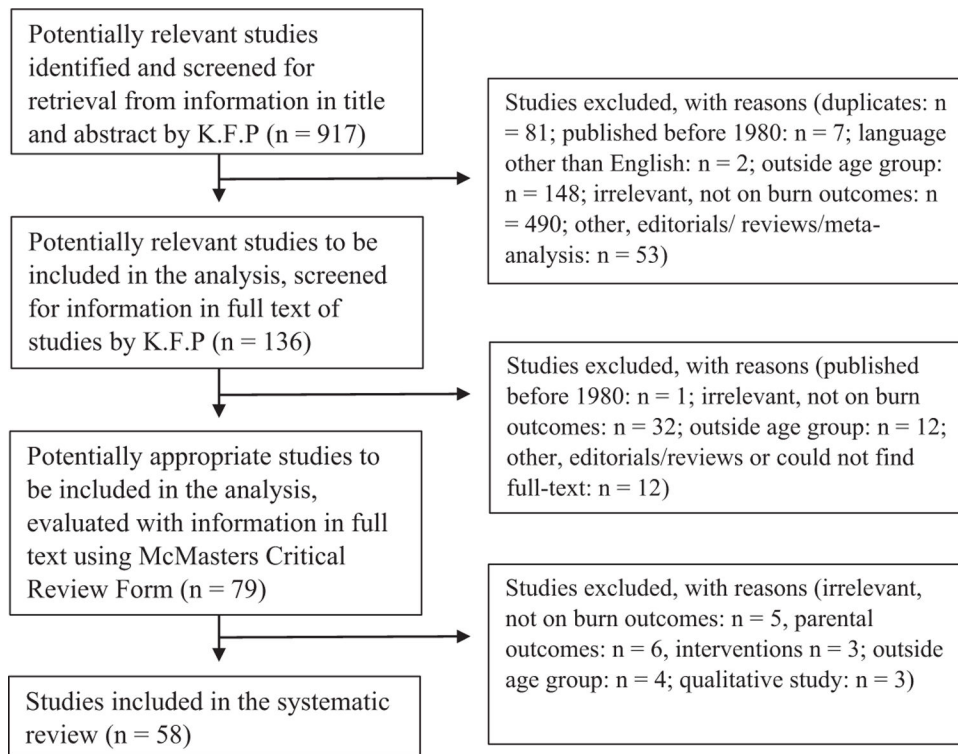 Potentially relevant studies
identified and screened for
retrieval from information in title
and abstract by K.F.P (n = 917)
Studies excluded, with reasons (duplicates: n
= 81; published before 1980: n = 7; language
other than English: n = 2; outside age group:
n = 148; irrelevant, not on burn outcomes: n
= 490; other, editorials/ reviews/meta-
analysis: n = 53)
Potentially relevant studies to be
included in the analysis, screened
for information in full text of
studies by K.F.P (n = 136)
Studies excluded, with reasons (published
before 1980: n = 1; irrelevant, not on burn
outcomes: n = 32; outside age group: n = 12;
other, editorials/reviews or could not find
full-text: n = 12)
Potentially appropriate studies to
be included in the analysis,
evaluated with information in full
text using McMasters Critical
Review Form (n = 79)
Studies excluded, with reasons (irrelevant,
not on burn outcomes: n = 5, parental
outcomes: n = 6, interventions n = 3; outside
age group: n = 4; qualitative study: n = 3)
Studies included in the systematic
review (n = 58)